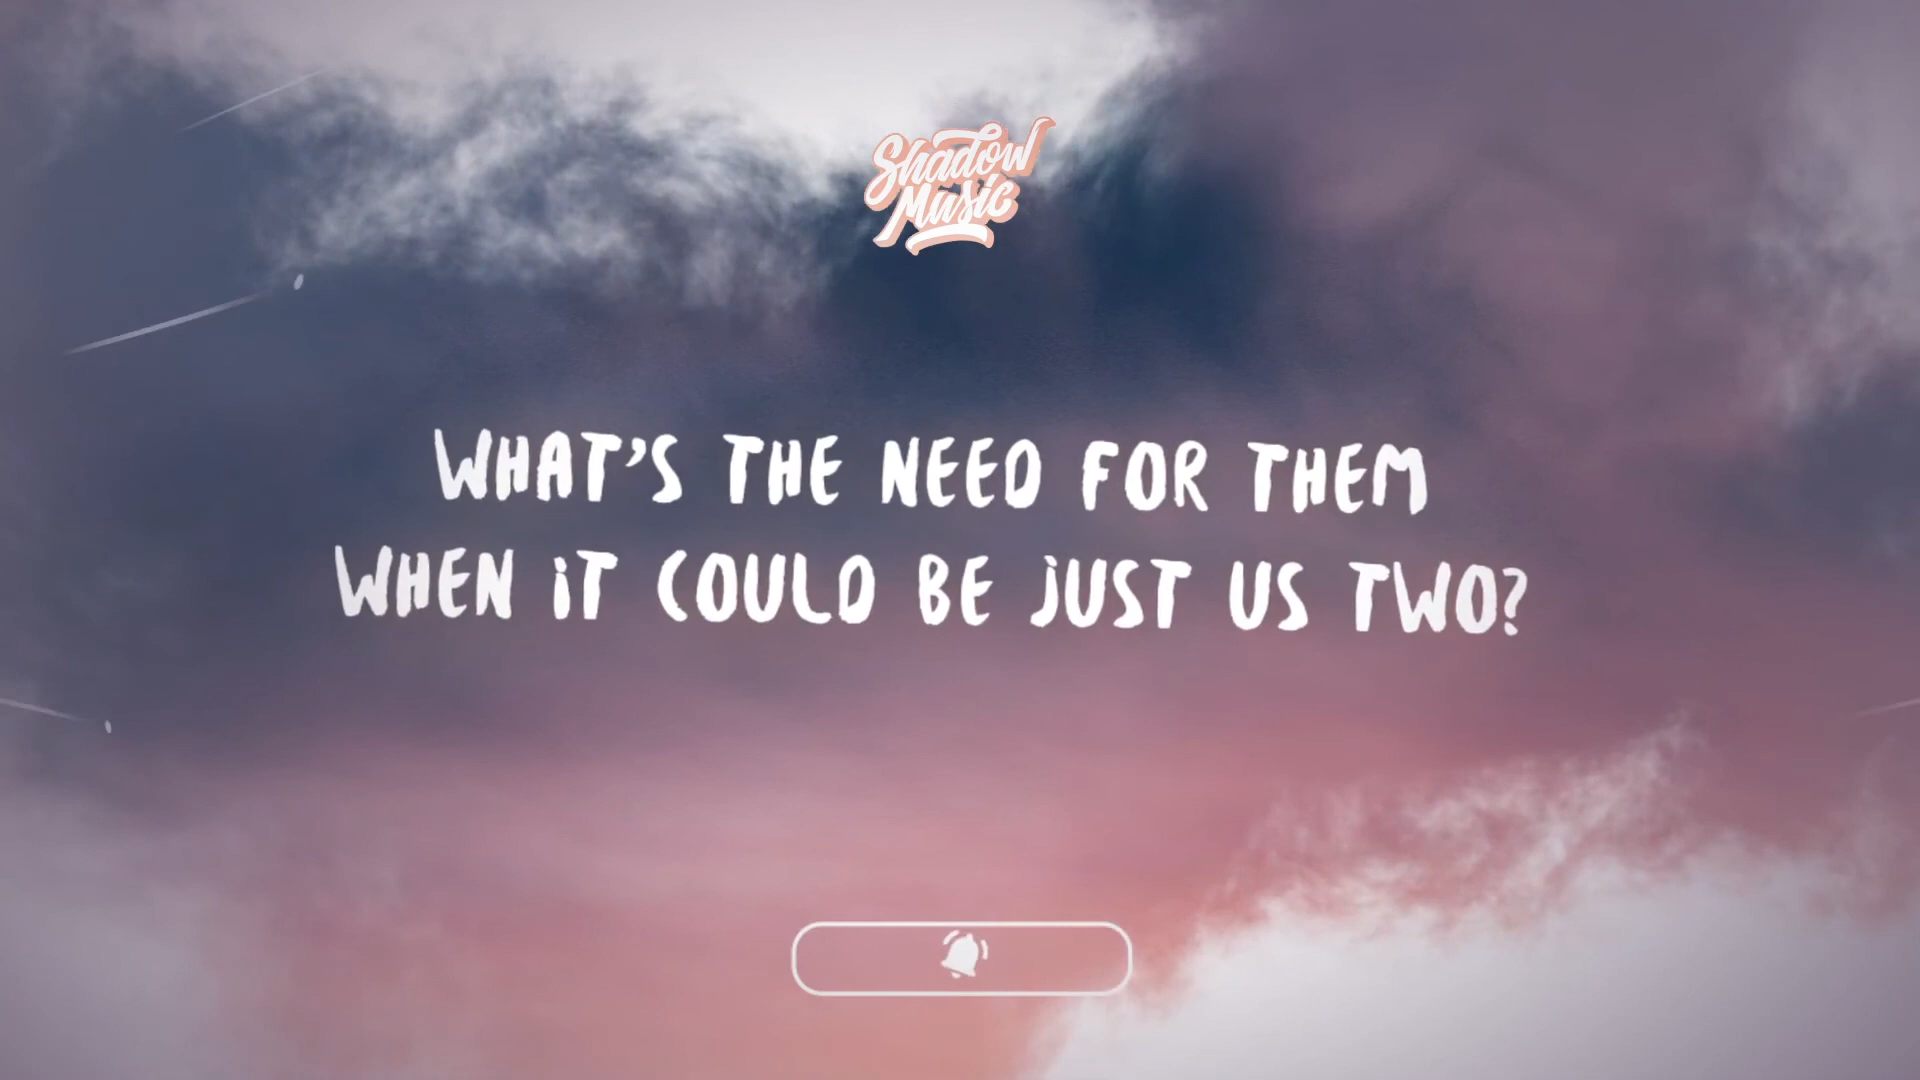 Shadow
Music
WHAT'S THE NEED FOR THEM
WHEN iT COULD BE jUST US TWO?